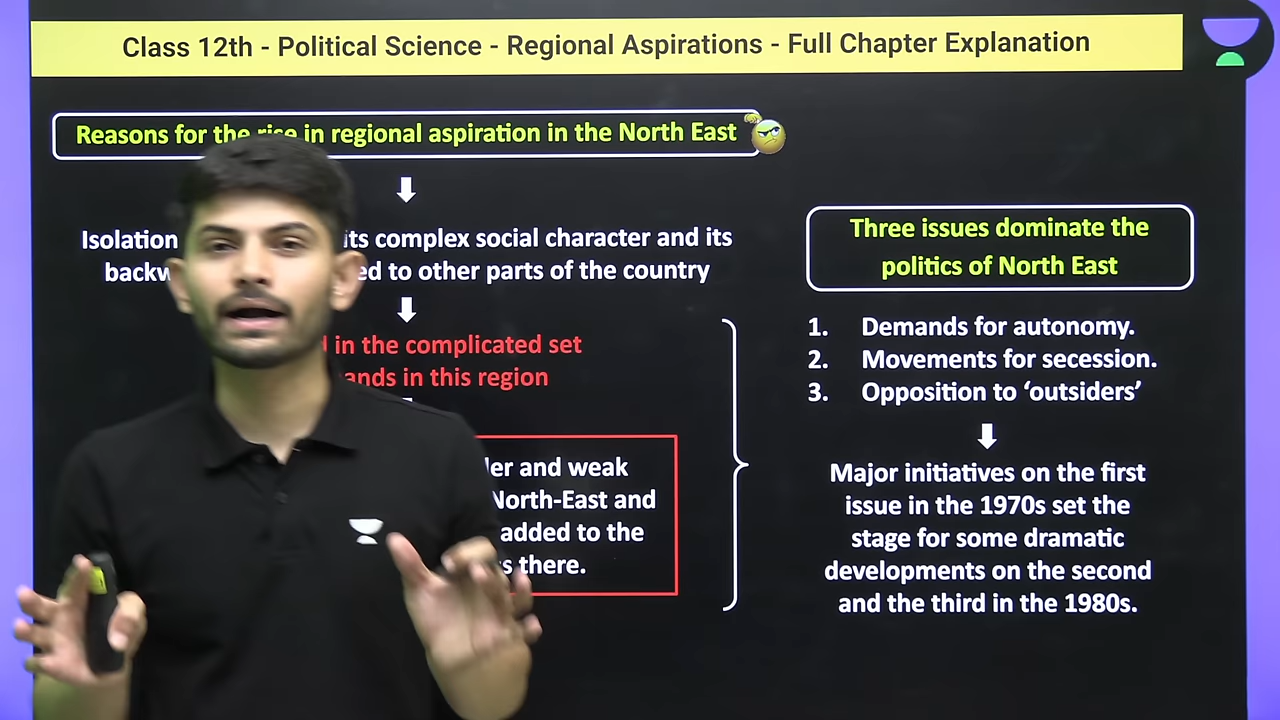 Class 12th - Political Science - Regional Aspirations - Full Chapter Explanation
Reasons for the rise in regional aspiration in the North East
Isolation its complex social character and its
to other parts of the country
in the complicated set
in this region
and weak
North-East and
added to the
there.
Three issues dominate the
politics of North East
1. Demands for autonomy.
2. Movements for secession.
3. Opposition to ‘outsiders’
Major initiatives on the first
issue in the 1970s set the
stage for some dramatic
developments on the second
and the third in the 1980s.